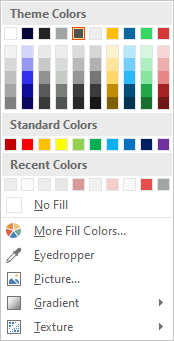 Theme Colors
Standard Colors
Recent Colors
No Fill
More Fill Colors...
Eyedropper
Picture...
Gradient
Texture